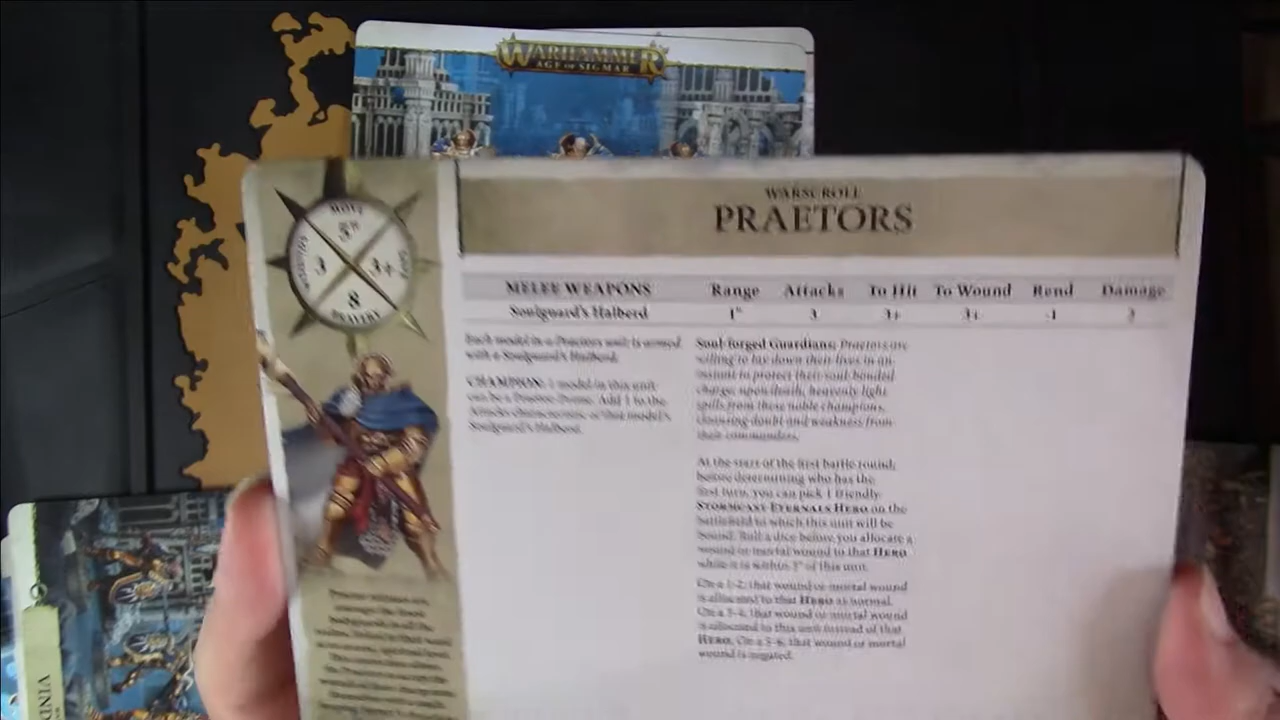 WARHAMMER
AGE OF SIGMAR
WARSCROLL
PRAETORS
MOVE
5"
3
3+
8
BRAVERY
MELEE WEAPONS Range Attacks To Hit To Wound Rend Damage
Soulguard's Halberd 1" 3 3+ 3+ -1 2
Each model in a Praetors unit is armed
with a Soulguard's Halberd.
CHAMPION: 1 model in this unit
can be a Praetor-Prime. Add 1 to the
Attacks characteristic of that model's
Soulguard's Halberd.
Soul-forged Guardians: Praetors are
willing to lay down their lives in an
instant to protect their soul-bonded
charge; upon death, heavenly light
spills from these noble champions,
cleansing doubt and weakness from
their commanders.
At the start of the first battle round,
before determining who has the
first turn, you can pick 1 friendly
STORMCAST ETERNALS HERO on the
battlefield to which this unit will be
bound. Roll a dice before you allocate a
wound or mortal wound to that HERO
while it is within 3" of this unit.
On a 1-2, that wound or mortal wound
is allocated to that HERO as normal.
On a 3-4, that wound or mortal wound
is allocated to this unit instead of that
HERO. On a 5-6, that wound or mortal
wound is negated.
VIND